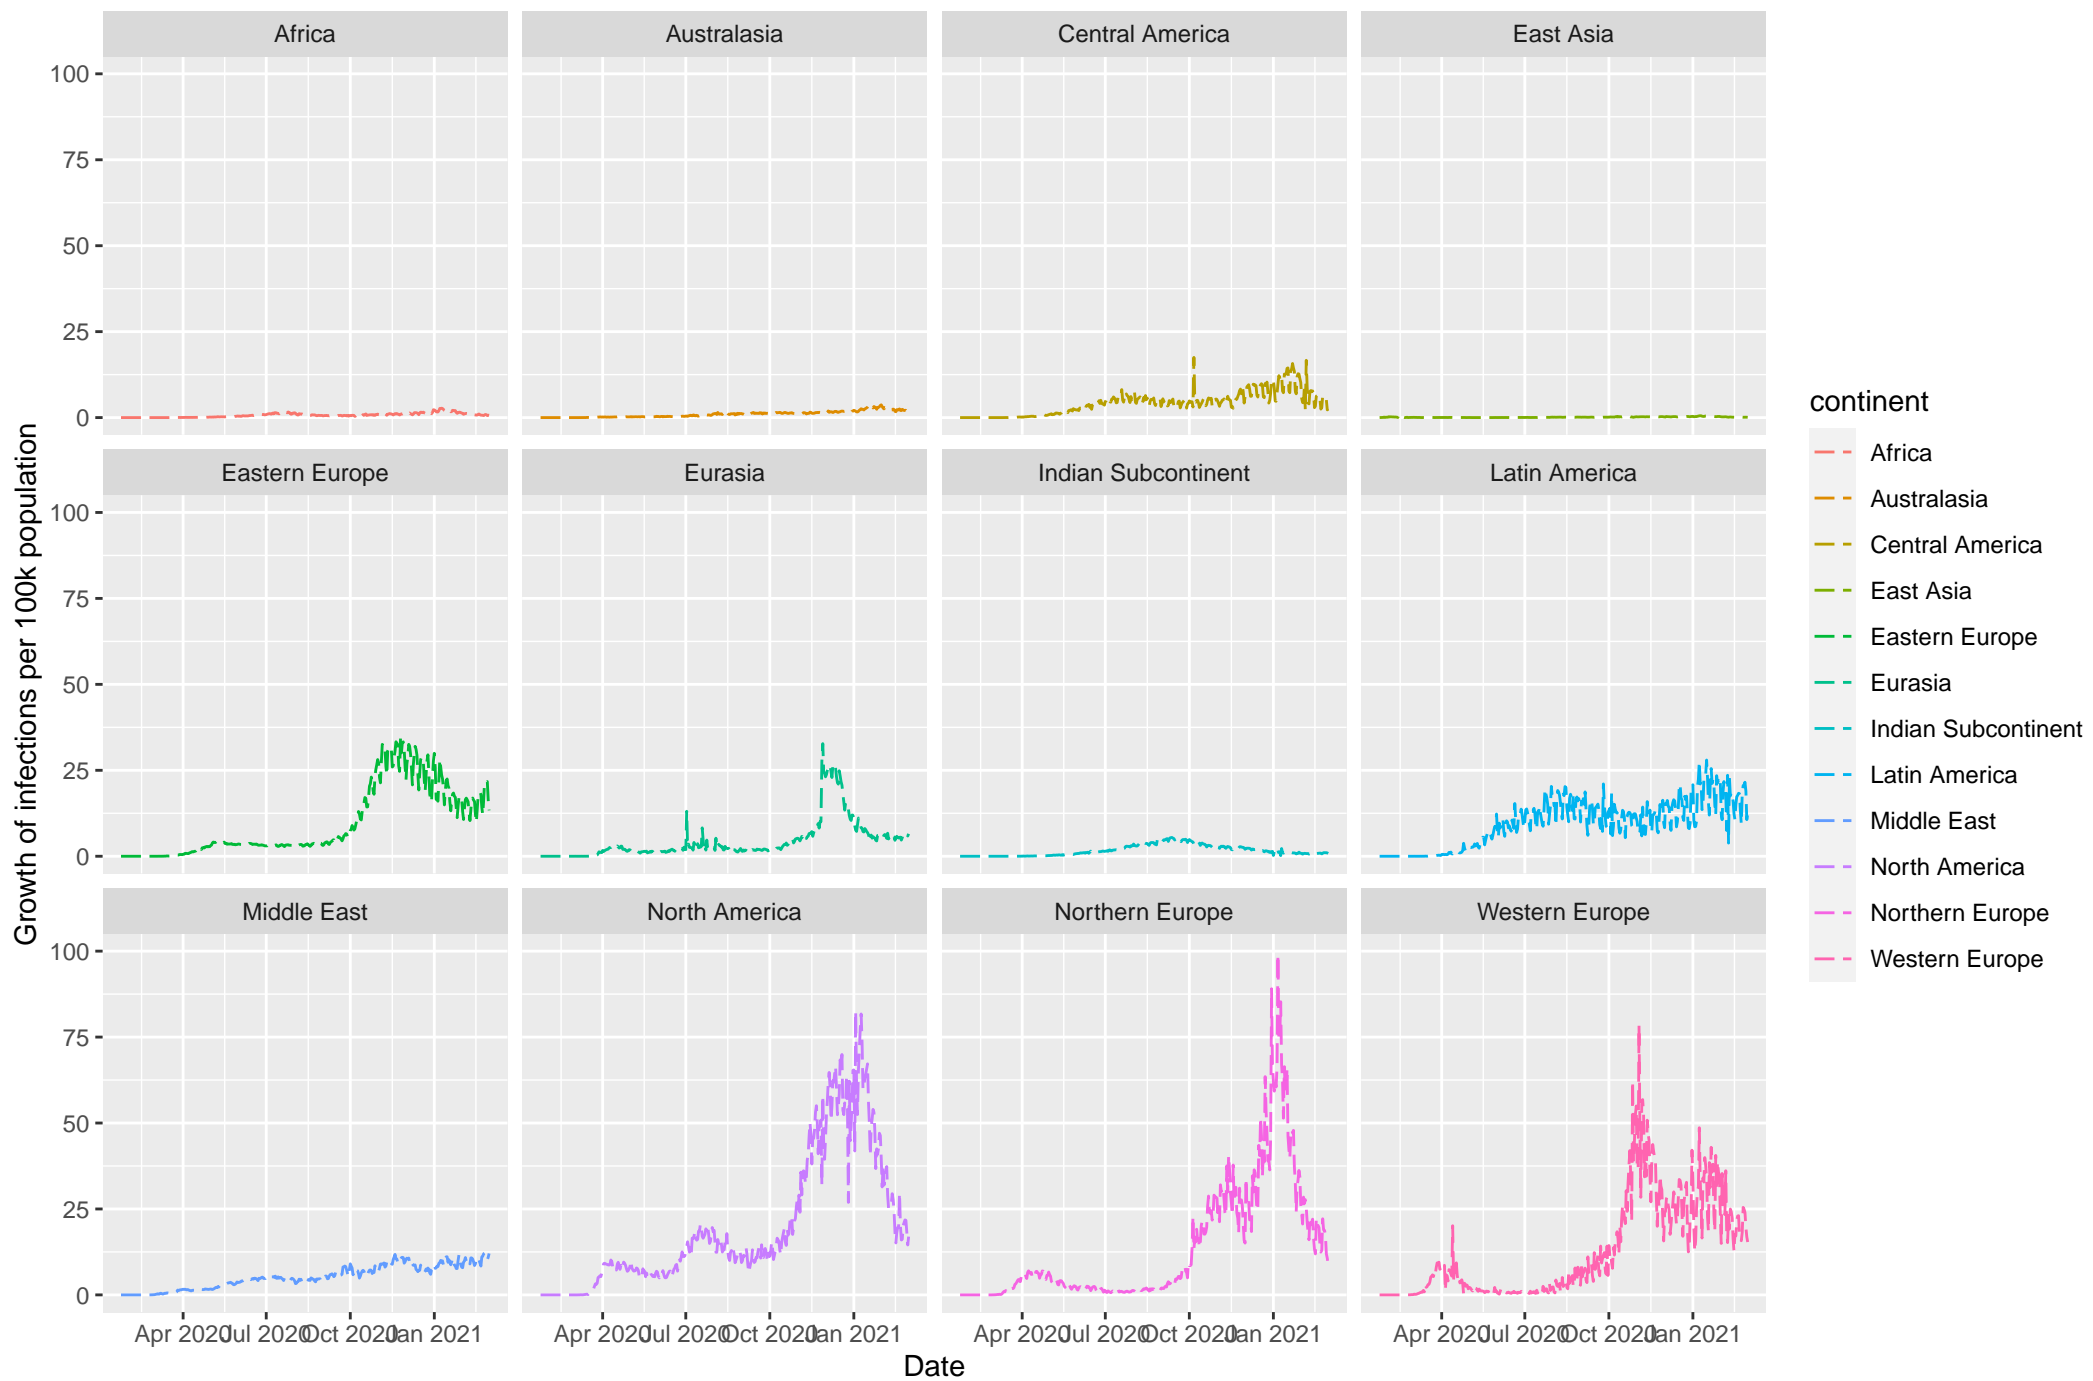 Africa
Australasia
Central America
East Asia
100
75
50
25
0
Eastern Europe
Eurasia
Indian Subcontinent
Latin America
100
75
50
25
0
Middle East
North America
Northern Europe
Western Europe
100
75
50
25
0
Apr 2020 Jul 2020 Oct 2020 Jan 2021
Apr 2020 Jul 2020 Oct 2020 Jan 2021
Apr 2020 Jul 2020 Oct 2020 Jan 2021
Apr 2020 Jul 2020 Oct 2020 Jan 2021
Date
Growth of infections per 100k population
continent
Africa
Australasia
Central America
East Asia
Eastern Europe
Eurasia
Indian Subcontinent
Latin America
Middle East
North America
Northern Europe
Western Europe